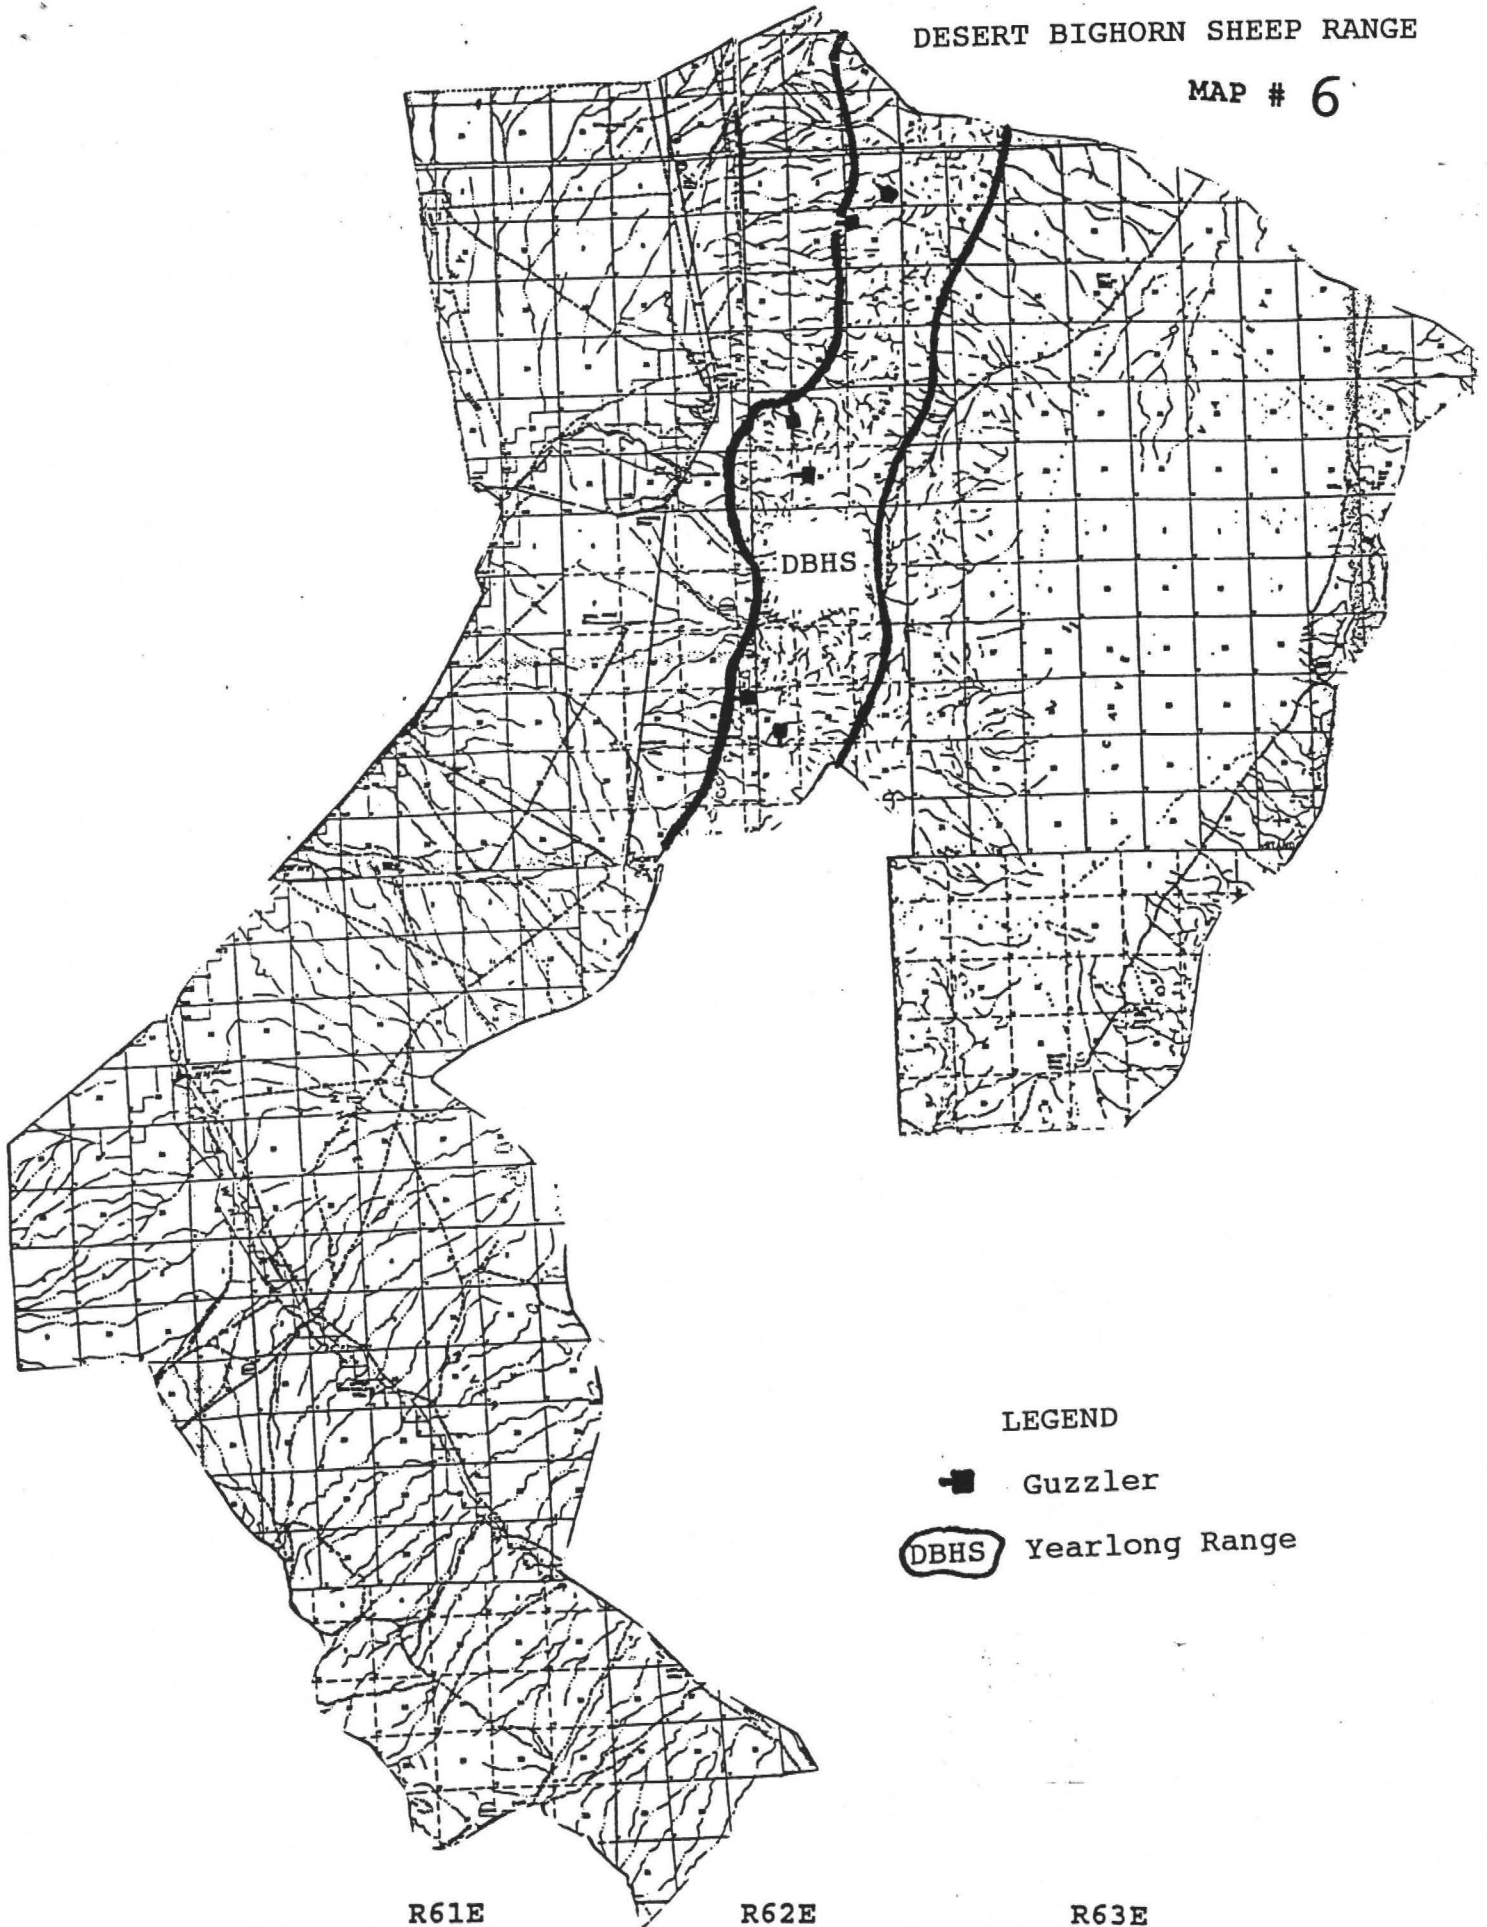 DESERT BIGHORN SHEEP RANGE
MAP # 6
DBHS
LEGEND
Guzzler
DBHS Yearlong Range
R61E R62E R63E